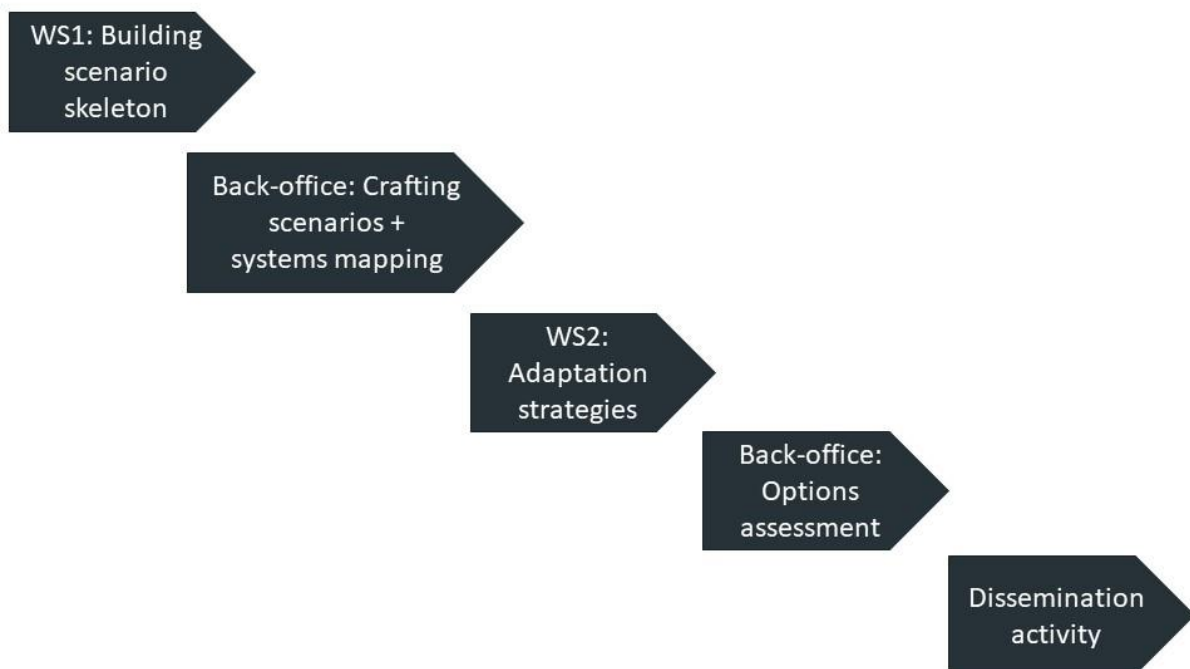 WS1: Building
scenario
skeleton
Back-office: Crafting
scenarios +
systems mapping
WS2:
Adaptation
strategies
Back-office:
Options
assessment
Dissemination
activity